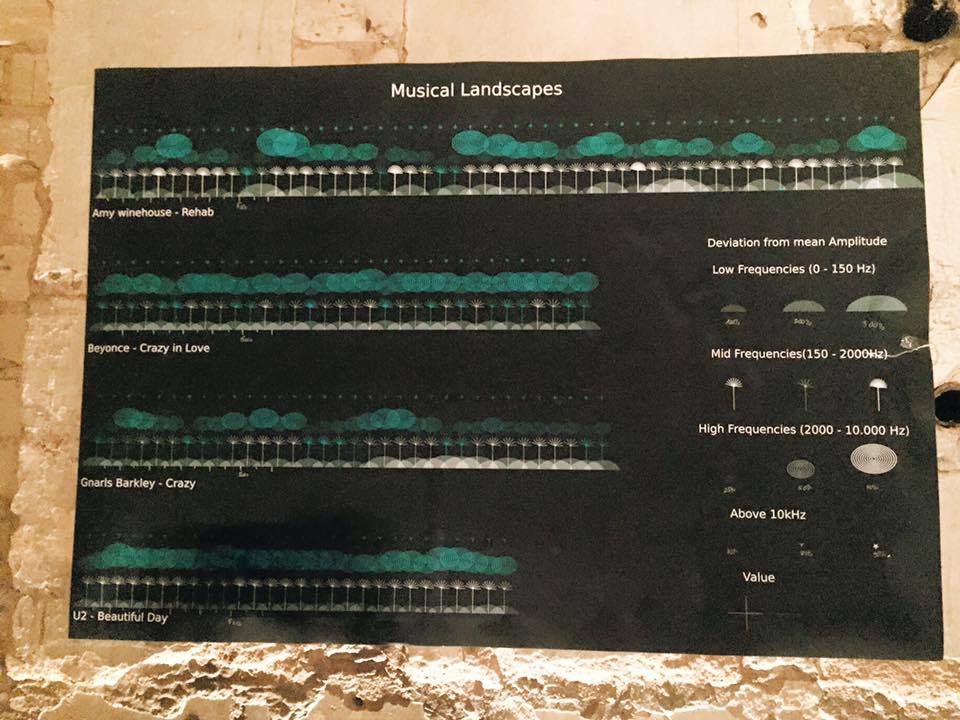 Musical Landscapes
Amy winehouse - Rehab
Beyonce - Crazy in Love
Gnarls Barkley - Crazy
U2 - Beautiful Day
Deviation from mean Amplitude
Low Frequencies (0 - 150 Hz)
Mid Frequencies(150 - 2000Hz)
High Frequencies (2000 - 10.000 Hz)
Above 10kHz
Value